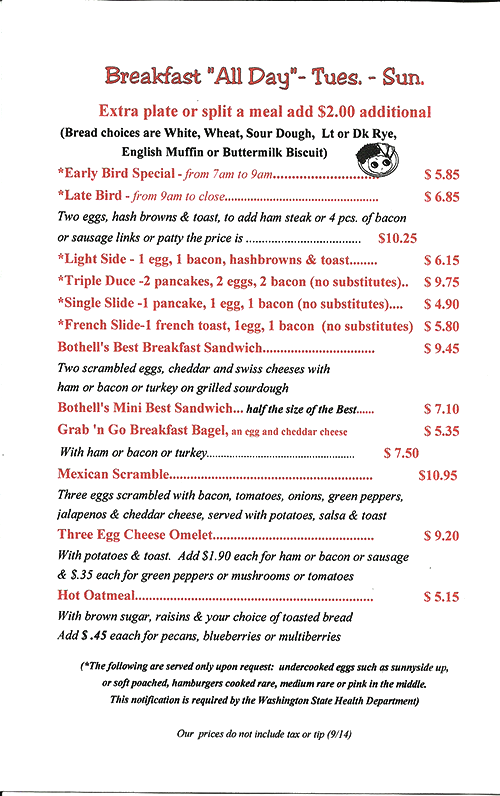 Breakfast "All Day"- Tues. - Sun.
Extra plate or split a meal add $2.00 additional
(Bread choices are White, Wheat, Sour Dough, Lt or Dk Rye,
English Muffin or Buttermilk Biscuit)
*Early Bird Special -from 7am to 9am............................ $ 5.85
*Late Bird -from 9am to close.................................................... $ 6.85
Two eggs, hash browns & toast, to add ham steak or 4 pcs. of bacon
or sausage links or patty the price is ................................... $10.25
*Light Side - 1 egg, 1 bacon, hashbrowns & toast........ $ 6.15
*Triple Duce -2 pancakes, 2 eggs, 2 bacon (no substitutes).. $ 9.75
*Single Slide -1 pancake, 1 egg, 1 bacon (no substitutes).... $ 4.90
*French Slide-1 french toast, 1egg, 1 bacon (no substitutes) $ 5.80
Bothell's Best Breakfast Sandwich................................. $ 9.45
Two scrambled eggs, cheddar and swiss cheeses with
ham or bacon or turkey on grilled sourdough
Bothell's Mini Best Sandwich... half the size of the Best...... $ 7.10
Grab 'n Go Breakfast Bagel, an egg and cheddar cheese $ 5.35
With ham or bacon or turkey.................................................. $ 7.50
Mexican Scramble............................................................ $10.95
Three eggs scrambled with bacon, tomatoes, onions, green peppers,
jalapenos & cheddar cheese, served with potatoes, salsa & toast
Three Egg Cheese Omelet................................................ $ 9.20
With potatoes & toast. Add $1.90 each for ham or bacon or sausage
& $.35 each for green peppers or mushrooms or tomatoes
Hot Oatmeal....................................................................... $ 5.15
With brown sugar, raisins & your choice of toasted bread
Add $ .45 eaach for pecans, blueberries or multiberries
(*The following are served only upon request: undercooked eggs such as sunnyside up,
or soft poached, hamburgers cooked rare, medium rare or pink in the middle.
This notification is required by the Washington State Health Department)
Our prices do not include tax or tip (9/14)